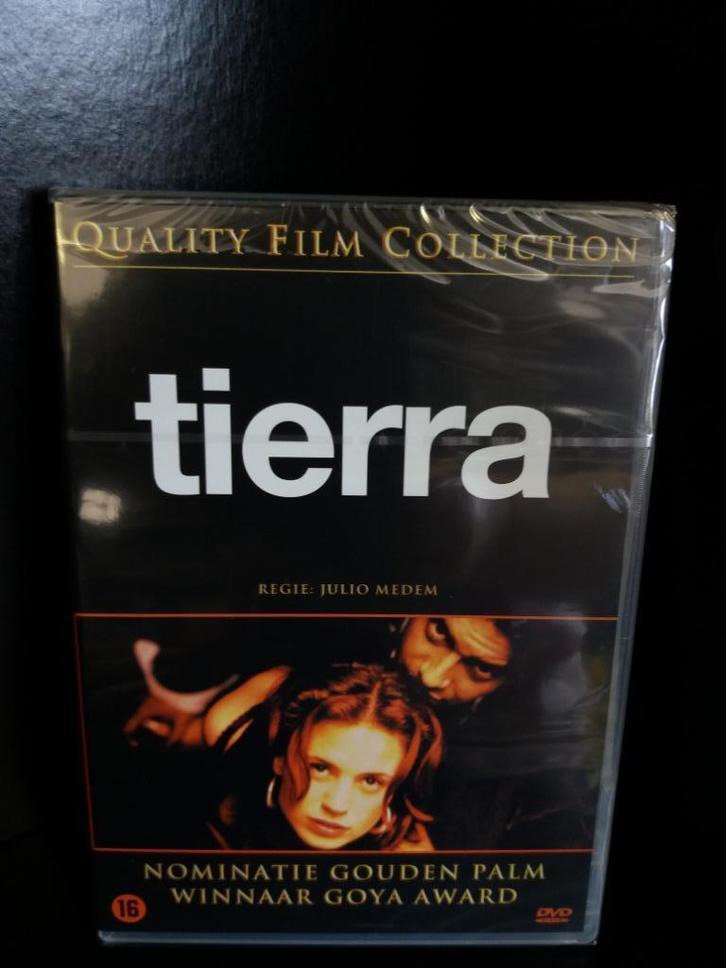 QUALITY FILM COLLECTION
tierra
REGIE: JULIO MEDEM
NOMINATIE GOUDEN PALM
WINNAAR GOYA AWARD
16
DVD